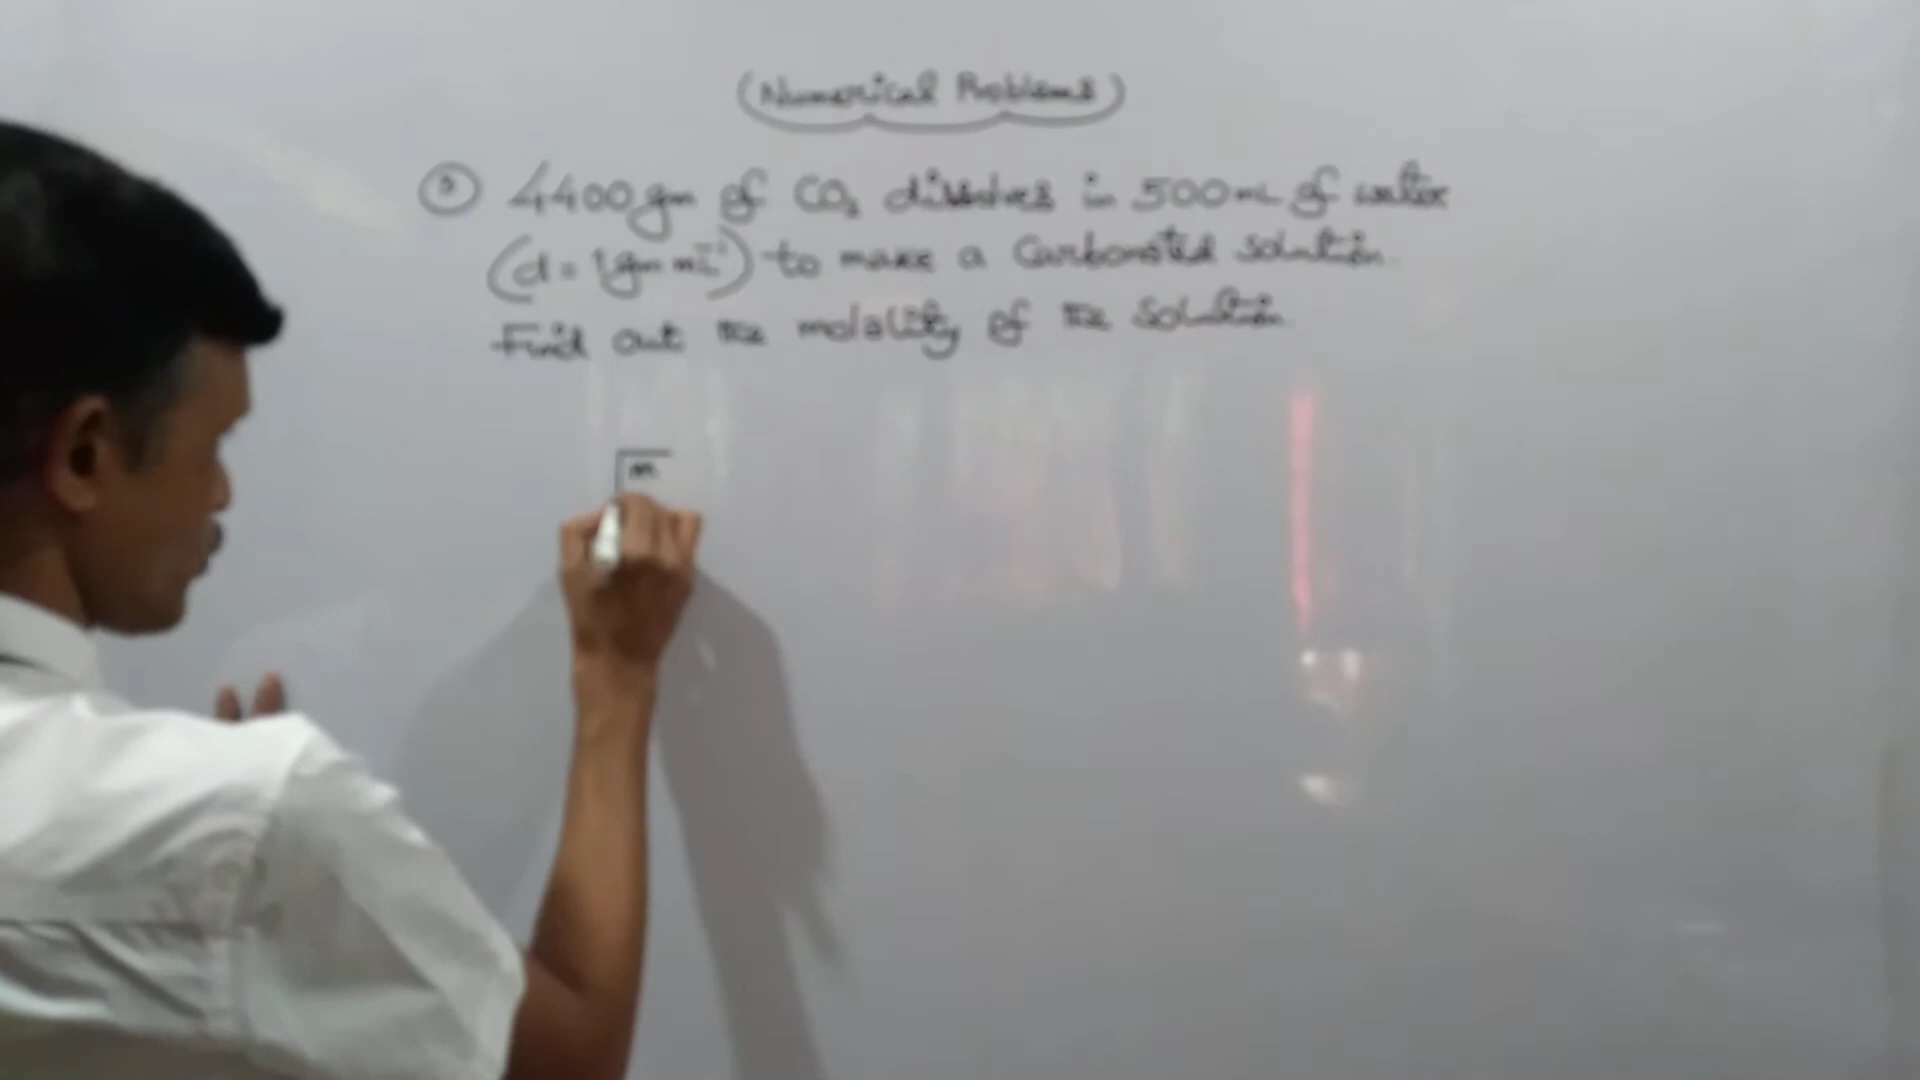 (Numerical Problems)
③ 4400 gm of CO₂ dissolves in 500 mL of water
(d = 1 gm mL⁻¹) to make a Carbonated solution.
Find out the molality of the Solution.
m